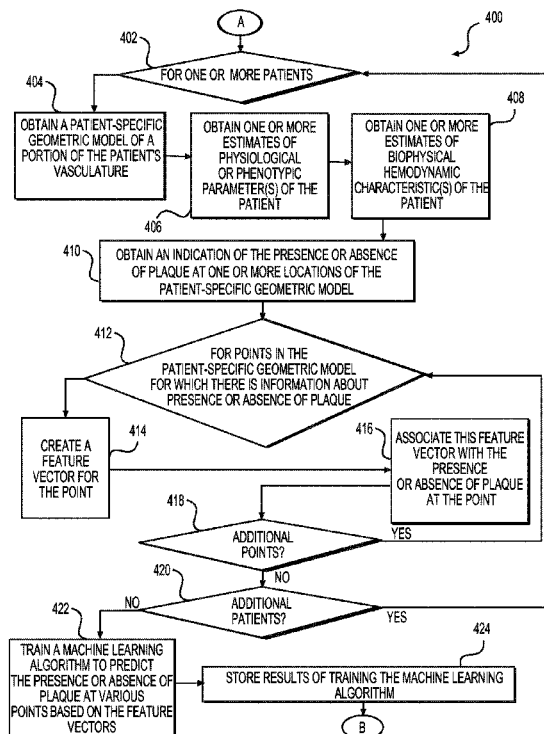 A
400
402
FOR ONE OR MORE PATIENTS
404
OBTAIN A PATIENT-SPECIFIC
GEOMETRIC MODEL OF A
PORTION OF THE PATIENT'S
VASCULATURE
OBTAIN ONE OR MORE
ESTIMATES OF
PHYSIOLOGICAL
OR PHENOTYPIC
PARAMETER(S) OF THE
PATIENT
406
408
OBTAIN ONE OR MORE
ESTIMATES OF
BIOPHYSICAL
HEMODYNAMIC
CHARACTERISTIC(S) OF THE
PATIENT
410
OBTAIN AN INDICATION OF THE PRESENCE OR ABSENCE
OF PLAQUE AT ONE OR MORE LOCATIONS OF THE
PATIENT-SPECIFIC GEOMETRIC MODEL
412
FOR POINTS IN THE
PATIENT-SPECIFIC GEOMETRIC MODEL
FOR WHICH THERE IS INFORMATION ABOUT
PRESENCE OR ABSENCE OF PLAQUE
CREATE A
FEATURE
VECTOR FOR
THE POINT
414
416
ASSOCIATE THIS FEATURE
VECTOR WITH THE
PRESENCE
OR ABSENCE OF PLAQUE
AT THE POINT
418
ADDITIONAL
POINTS?
YES
NO
420
ADDITIONAL
PATIENTS?
NO
YES
422
TRAIN A MACHINE LEARNING
ALGORITHM TO PREDICT
THE PRESENCE OR ABSENCE OF
PLAQUE AT VARIOUS
POINTS BASED ON THE FEATURE
VECTORS
424
STORE RESULTS OF TRAINING THE MACHINE LEARNING
ALGORITHM
B